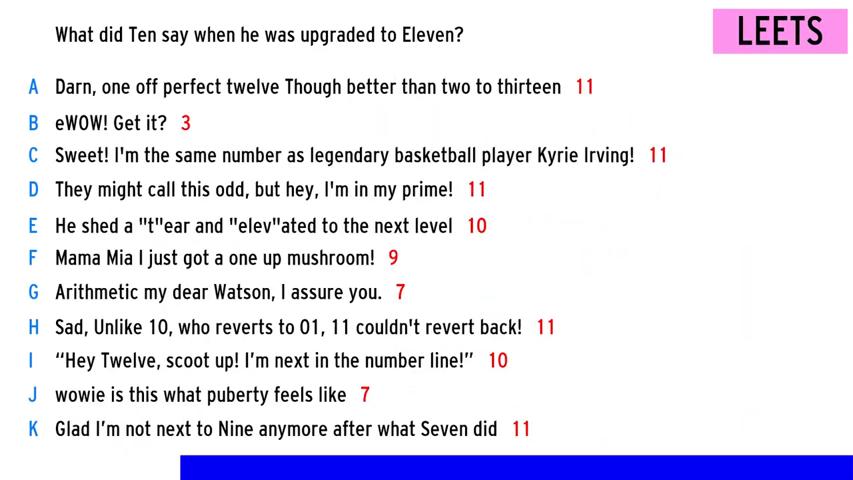 What did Ten say when he was upgraded to Eleven?
LEETS
A Darn, one off perfect twelve Though better than two to thirteen 11
B eWOW! Get it? 3
C Sweet! I'm the same number as legendary basketball player Kyrie Irving! 11
D They might call this odd, but hey, I'm in my prime! 11
E He shed a "t"ear and "elev"ated to the next level 10
F Mama Mia I just got a one up mushroom! 9
G Arithmetic my dear Watson, I assure you. 7
H Sad, Unlike 10, who reverts to 01, 11 couldn't revert back! 11
I “Hey Twelve, scoot up! I’m next in the number line!” 10
J wowie is this what puberty feels like 7
K Glad I’m not next to Nine anymore after what Seven did 11